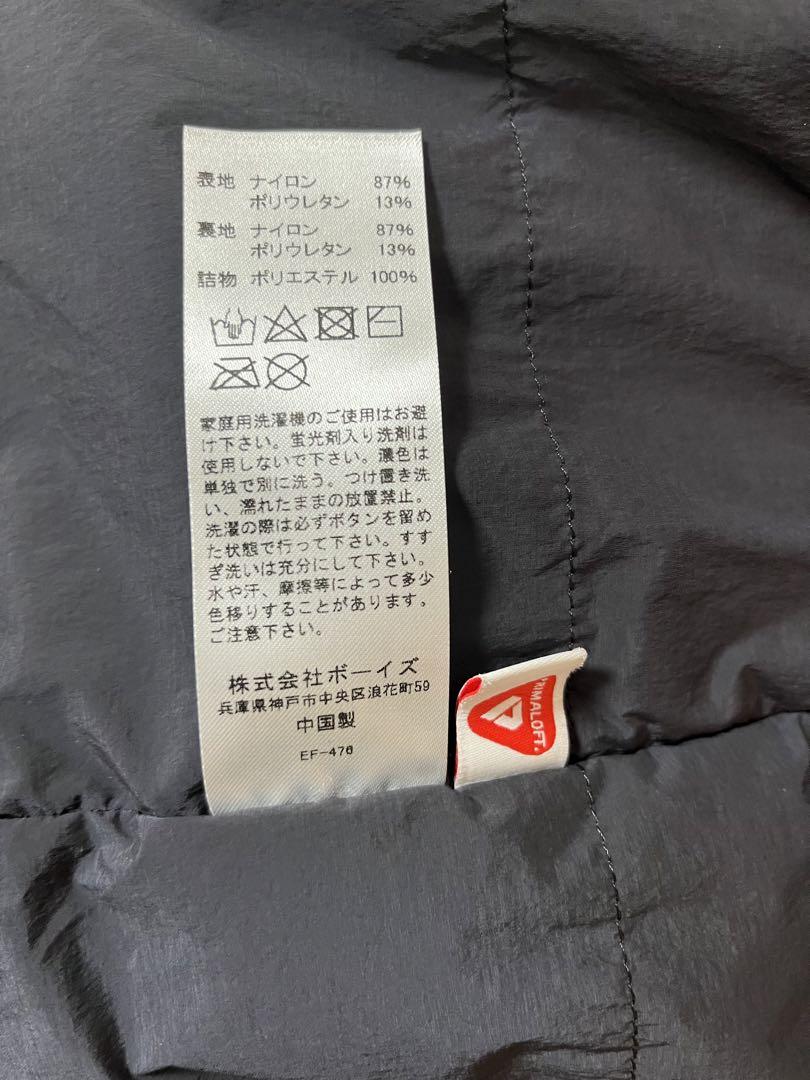 表地 ナイロン 87%
ポリウレタン 13%
裏地 ナイロン 87%
ポリウレタン 13%
詰物 ポリエステル 100%
家庭用洗濯機のご使用はお避
け下さい。蛍光剤入り洗剤は
使用しないで下さい。濃色は
単独で別に洗う。つけ置き洗
い、濡れたままの放置禁止。
洗濯の際は必ずボタンを留め
た状態で行って下さい。すす
ぎ洗いは充分にして下さい。
水や汗、摩擦等によって多少
色移りすることがあります。
ご注意下さい。
株式会社ボーイズ
兵庫県神戸市中央区浪花町59
中国製
EF-476
PRIMALOFT.